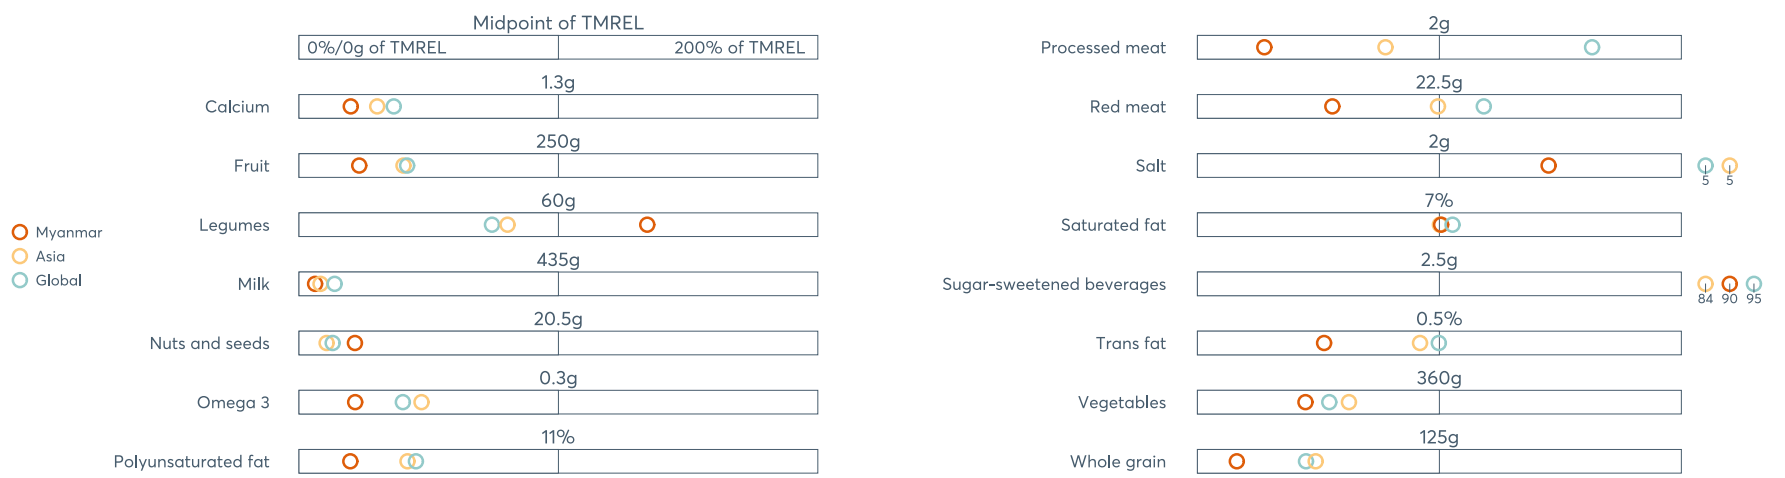 Midpoint of TMREL
0%/0g of TMREL 200% of TMREL
Calcium 1.3g
Fruit 250g
Legumes 60g
Milk 435g
Nuts and seeds 20.5g
Omega 3 0.3g
Polyunsaturated fat 11%
Myanmar
Asia
Global
Processed meat 2g
Red meat 22.5g
Salt 2g
5 5
Saturated fat 7%
Sugar-sweetened beverages 2.5g
84 90 95
Trans fat 0.5%
Vegetables 360g
Whole grain 125g